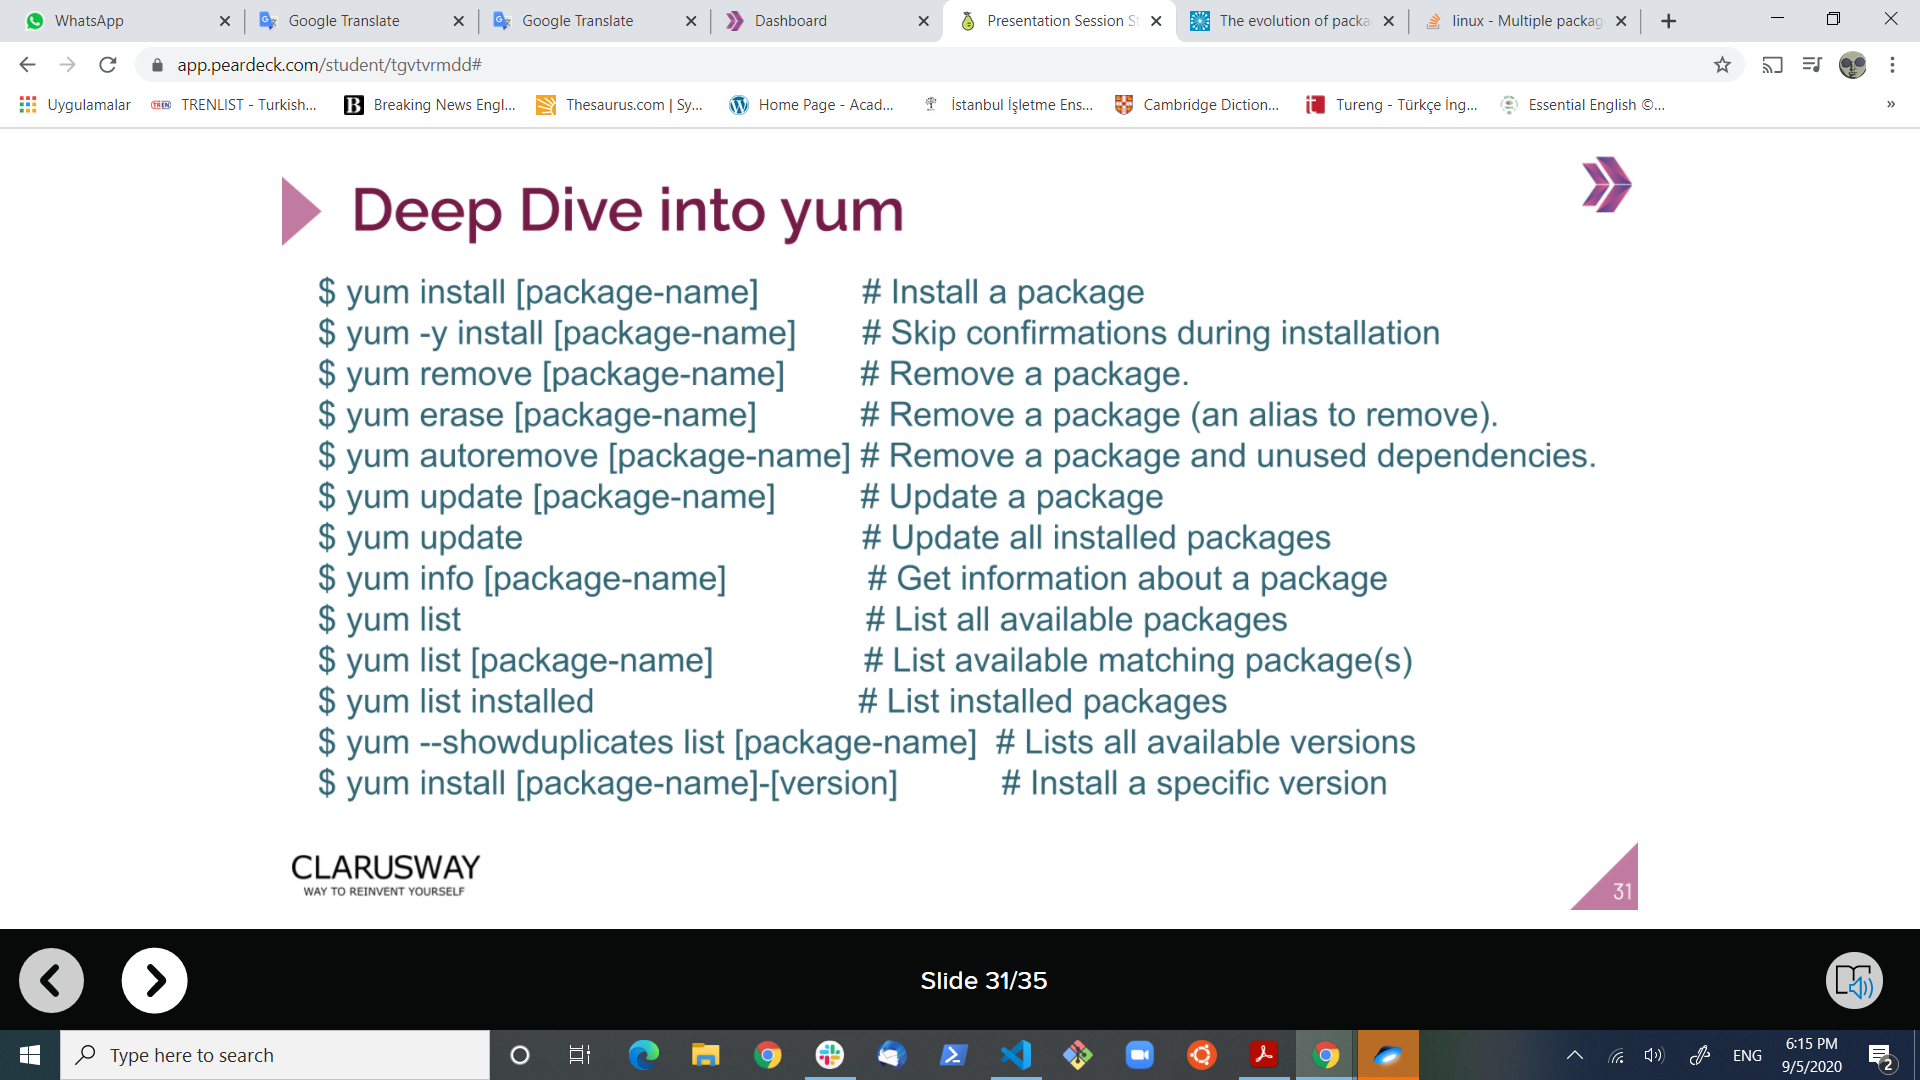 WhatsApp
Google Translate
Google Translate
Dashboard
Presentation Session St
The evolution of packa
linux - Multiple packag
app.peardeck.com/student/tgvtvrmdd#
Uygulamalar
TREN
TRENLIST - Turkish...
B
Breaking News Engl...
Thesaurus.com | Sy...
Home Page - Acad...
İstanbul İşletme Ens...
Cambridge Diction...
Tureng - Türkçe İng...
Essential English ©...
»
Deep Dive into yum
$ yum install [package-name] # Install a package
$ yum -y install [package-name] # Skip confirmations during installation
$ yum remove [package-name] # Remove a package.
$ yum erase [package-name] # Remove a package (an alias to remove).
$ yum autoremove [package-name] # Remove a package and unused dependencies.
$ yum update [package-name] # Update a package
$ yum update # Update all installed packages
$ yum info [package-name] # Get information about a package
$ yum list # List all available packages
$ yum list [package-name] # List available matching package(s)
$ yum list installed # List installed packages
$ yum --showduplicates list [package-name] # Lists all available versions
$ yum install [package-name]-[version] # Install a specific version
CLARUSWAY
WAY TO REINVENT YOURSELF
31
Slide 31/35
Type here to search
ENG
6:15 PM
9/5/2020
2